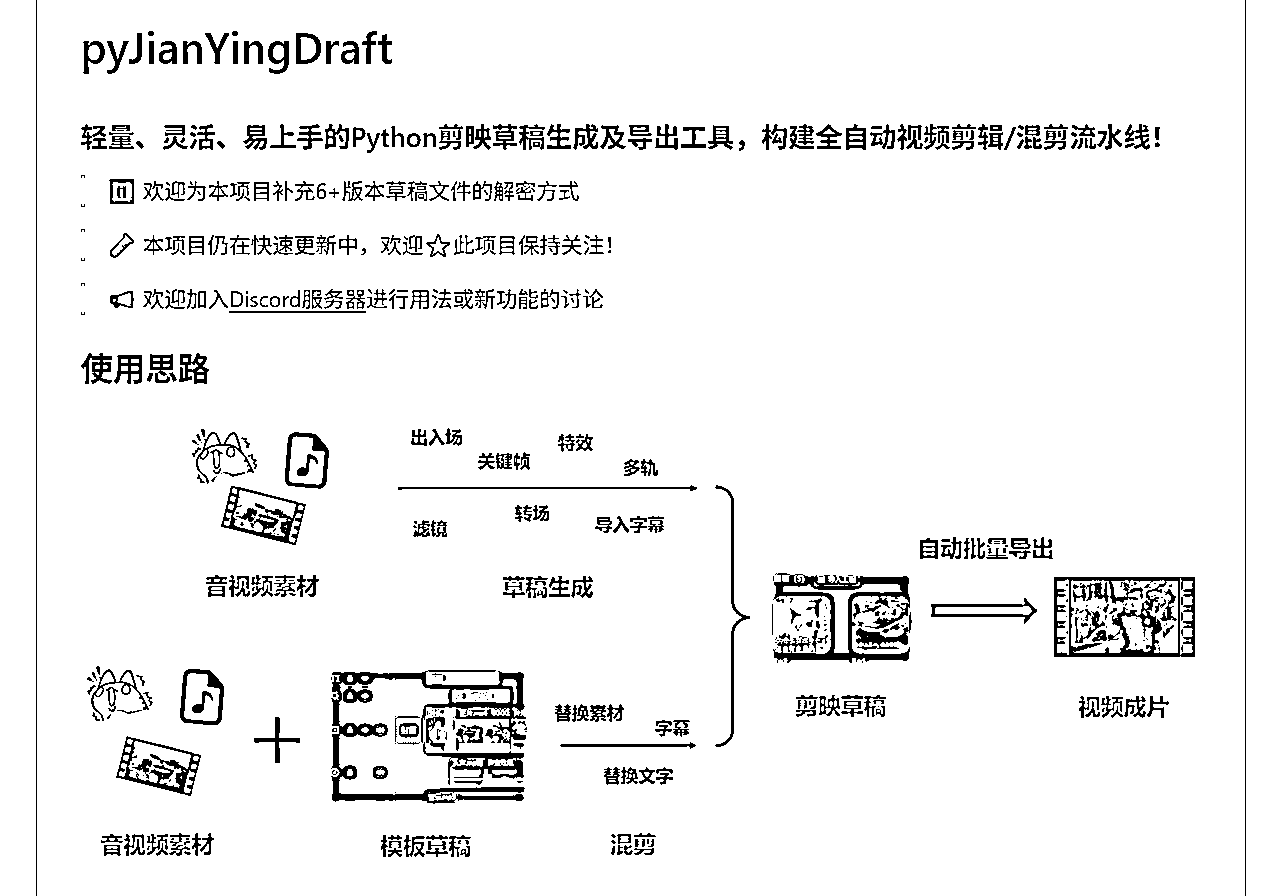 pyJianYingDraft
轻量、灵活、易上手的Python剪映草稿生成及导出工具，构建全自动视频剪辑/混剪流水线！
欢迎为本项目补充6+版本草稿文件的解密方式
本项目仍在快速更新中，欢迎☆此项目保持关注！
欢迎加入Discord服务器进行用法或新功能的讨论
使用思路
出入场
特效
关键帧
多轨
滤镜
转场
导入字幕
音视频素材
草稿生成
自动批量导出
剪映草稿
视频成片
替换素材
字幕
替换文字
音视频素材
模板草稿
混剪